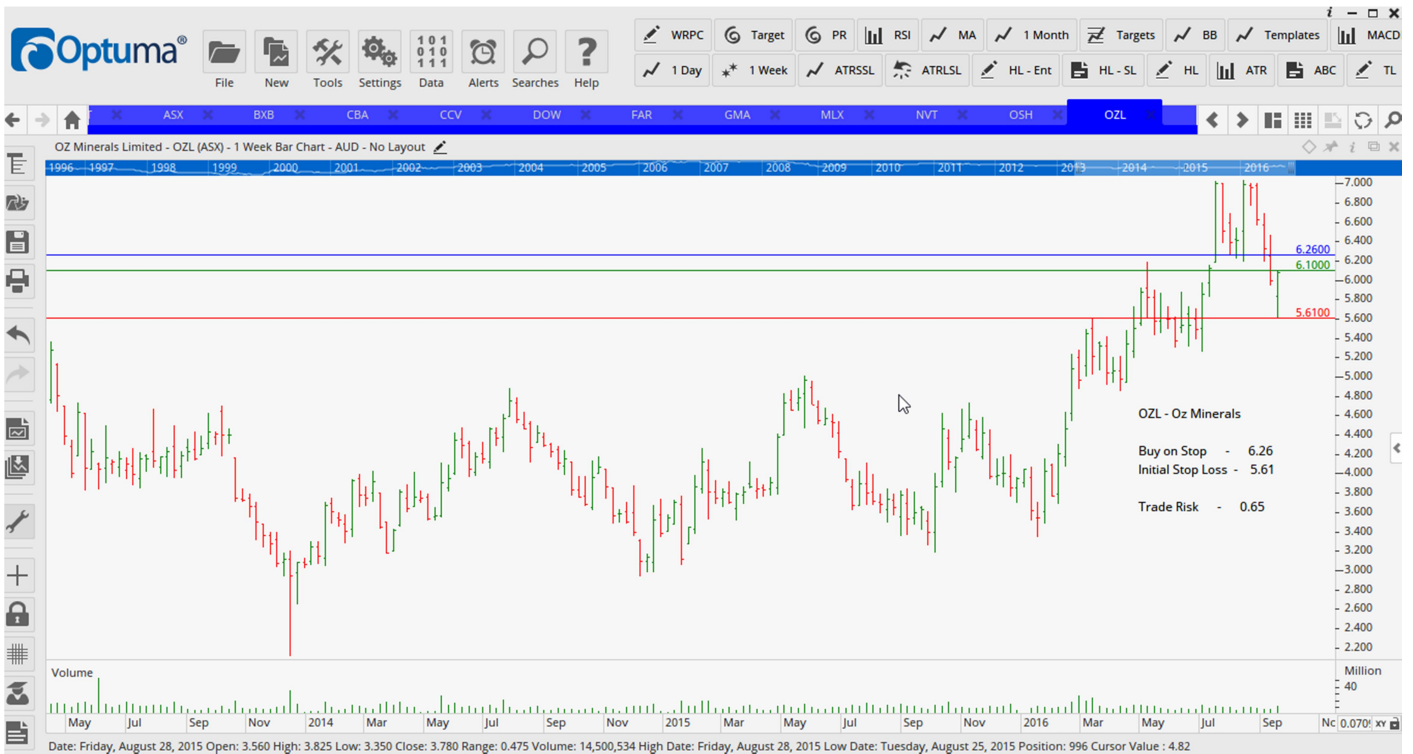 i
Optuma®
WRPC Target PR RSI MA 1 Month Targets BB Templates MACD
1 Day 1 Week ATRSSL ATRLSL HL - Ent HL - SL HL ATR ABC TL
File New Tools Settings Data Alerts Searches Help
ASX BXB CBA CCV DOW FAR GMA MLX NVT OSH OZL
OZ Minerals Limited - OZL (ASX) - 1 Week Bar Chart - AUD - No Layout
1996 1997 1998 1999 2000 2001 2002 2003 2004 2005 2006 2007 2008 2009 2010 2011 2012 2013 2014 2015 2016
7.000
6.800
6.600
6.400
6.2600
6.200
6.1000
6.000
5.800
5.6100
5.600
5.400
5.200
5.000
4.800
4.600
OZL - Oz Minerals
4.400
Buy on Stop - 6.26
4.200
Initial Stop Loss - 5.61
4.000
3.800
Trade Risk - 0.65
3.600
3.400
3.200
3.000
2.800
2.600
2.400
2.200
Volume
Million
40
May Jul Sep Nov 2014 Mar May Jul Sep Nov 2015 Mar May Jul Sep Nov 2016 Mar May Jul Sep
XY
Date: Friday, August 28, 2015 Open: 3.560 High: 3.825 Low: 3.350 Close: 3.780 Range: 0.475 Volume: 14,500,534 High Date: Friday, August 28, 2015 Low Date: Tuesday, August 25, 2015 Position: 996 Cursor Value : 4.82